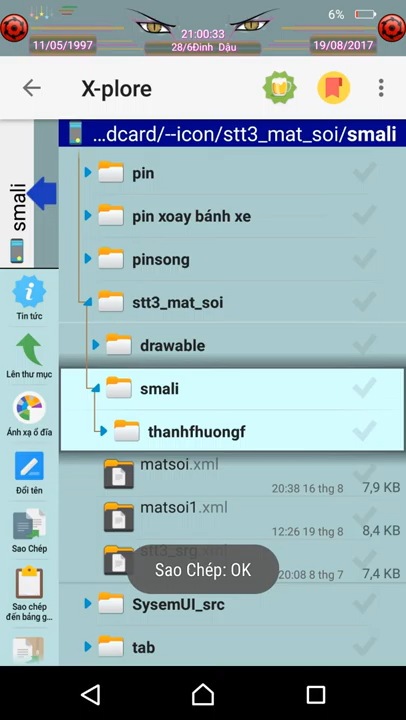 6%
21:00:33
11/05/1997
28/6Đinh Dậu
19/08/2017
X-plore
smali
...dcard/--icon/stt3_mat_soi/smali
pin
pin xoay bánh xe
pinsong
stt3_mat_soi
drawable
smali
thanhfhuongf
matsoi.xml
20:38 16 thg 8 7,9 KB
matsoi1.xml
12:26 19 thg 8 8,4 KB
stt3_srg.xml
20:08 8 thg 7 7,4 KB
SysemUI_src
tab
Tin tức
Lên thư mục
Ánh xạ ổ đĩa
Đổi tên
Sao Chép
Sao chép
đến bảng g...
Sao Chép: OK